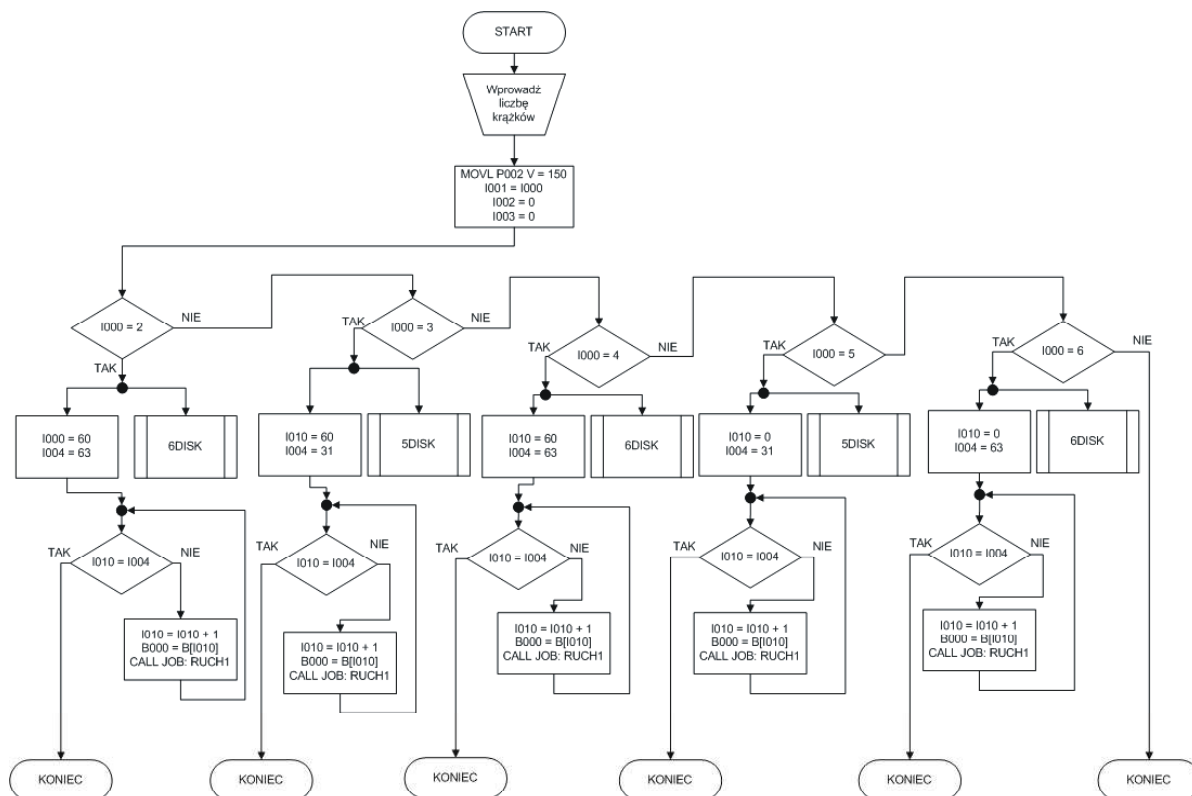 START
Wprowadź
liczbę
krążków
MOVL P002 V = 150
I001 = I000
I002 = 0
I003 = 0
I000 = 2
NIE
TAK
I000 = 3
TAK
NIE
I000 = 4
TAK
NIE
I000 = 5
TAK
NIE
I000 = 6
TAK
NIE
I000 = 60
I004 = 63
6DISK
I010 = 60
I004 = 31
5DISK
I010 = 60
I004 = 63
6DISK
I010 = 0
I004 = 31
5DISK
I010 = 0
I004 = 63
6DISK
TAK
I010 = I004
NIE
TAK
I010 = I004
NIE
TAK
I010 = I004
NIE
TAK
I010 = I004
NIE
TAK
I010 = I004
NIE
I010 = I010 + 1
B000 = B[I010]
CALL JOB: RUCH1
I010 = I010 + 1
B000 = B[I010]
CALL JOB: RUCH1
I010 = I010 + 1
B000 = B[I010]
CALL JOB: RUCH1
I010 = I010 + 1
B000 = B[I010]
CALL JOB: RUCH1
I010 = I010 + 1
B000 = B[I010]
CALL JOB: RUCH1
KONIEC
KONIEC
KONIEC
KONIEC
KONIEC
KONIEC